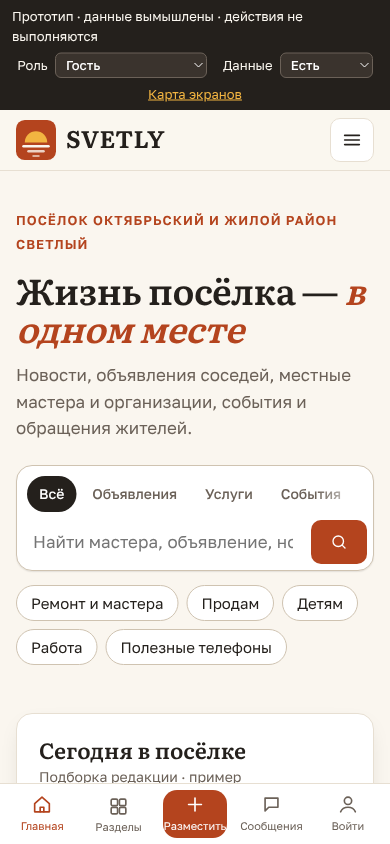 Прототип · данные вымышлены · действия не
выполняются
Роль Гость Данные Есть
Карта экранов
SVETLY
ПОСЁЛОК ОКТЯБРЬСКИЙ И ЖИЛОЙ РАЙОН
СВЕТЛЫЙ
Жизнь посёлка — в
одном месте
Новости, объявления соседей, местные
мастера и организации, события и
обращения жителей.
Всё Объявления Услуги События
Найти мастера, объявление, но
Ремонт и мастера Продам Детям
Работа Полезные телефоны
Сегодня в посёлке
Подборка редакции · пример
Главная Разделы Разместить Сообщения Войти